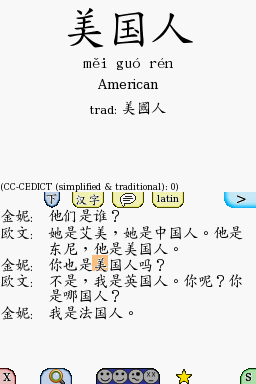 美国人
měi guó rén
American
trad: 美國人
(CC-CEDICT (simplified & traditional): 0)
下 汉字 latin >
金妮: 他们是谁？
欧文: 她是艾美，她是中国人。他是
东尼，他是美国人。
金妮: 你也是美国人吗？
欧文: 不是，我是英国人。你呢？你
是哪国人？
金妮: 我是法国人。
X S